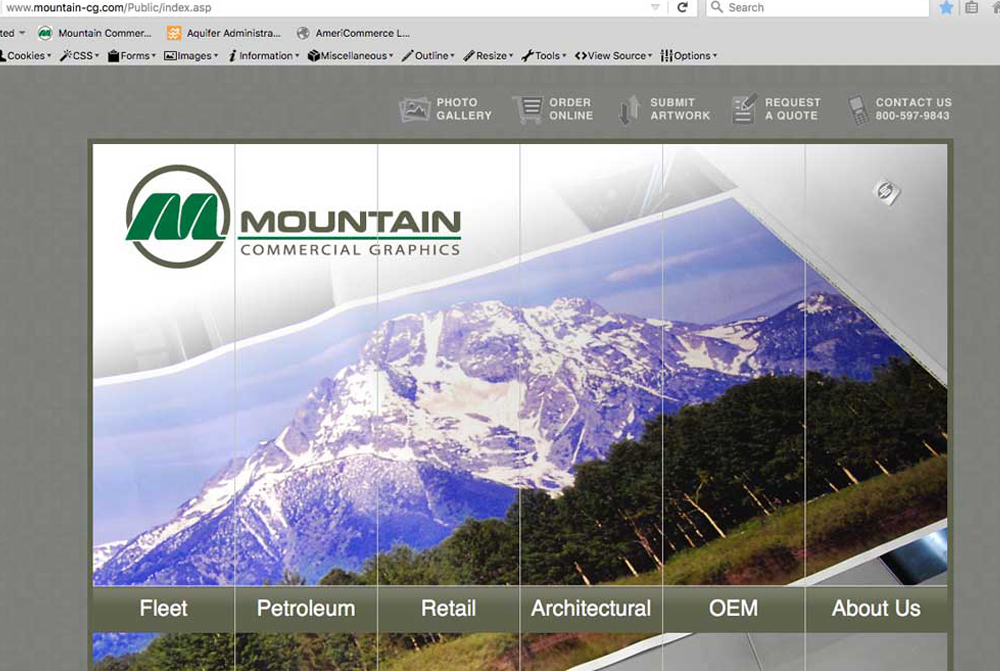 www.mountain-cg.com/Public/index.asp
Search
ted
Mountain Commer...
Aquifer Administra...
AmeriCommerce L...
Cookies
CSS
Forms
Images
Information
Miscellaneous
Outline
Resize
Tools
View Source
Options
PHOTO
GALLERY
ORDER
ONLINE
SUBMIT
ARTWORK
REQUEST
A QUOTE
CONTACT US
800-597-9843
MOUNTAIN
COMMERCIAL GRAPHICS
Fleet
Petroleum
Retail
Architectural
OEM
About Us